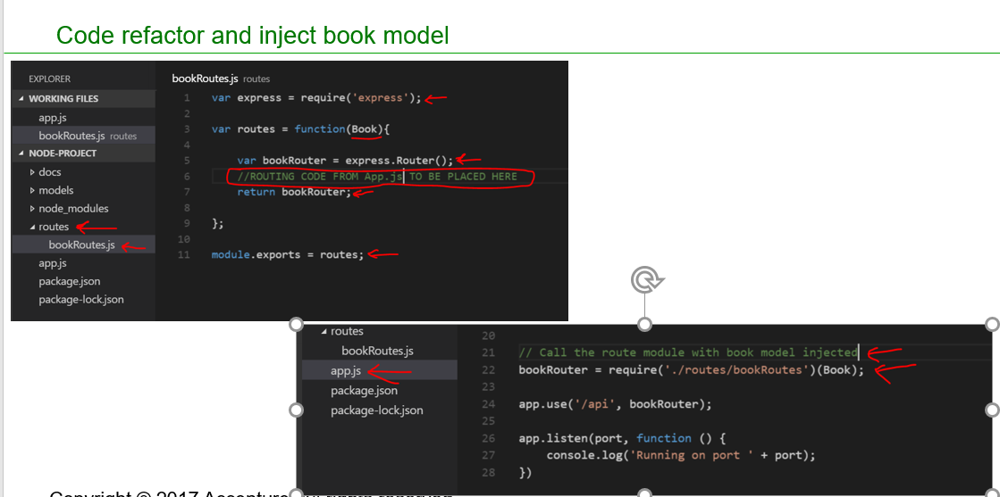 Code refactor and inject book model
EXPLORER
WORKING FILES
app.js
bookRoutes.js routes
NODE-PROJECT
docs
models
node_modules
routes
bookRoutes.js
app.js
package.json
package-lock.json
bookRoutes.js routes
1 var express = require('express');
2
3 var routes = function(Book){
4
5 var bookRouter = express.Router();
6 //ROUTING CODE FROM App.js TO BE PLACED HERE
7 return bookRouter;
8
9 };
10
11 module.exports = routes;
routes
bookRoutes.js
app.js
package.json
package-lock.json
20
21 // Call the route module with book model injected
22 bookRouter = require('./routes/bookRoutes')(Book);
23
24 app.use('/api', bookRouter);
25
26 app.listen(port, function () {
27 console.log('Running on port ' + port);
28 })
Copyright © 2017 Accenture